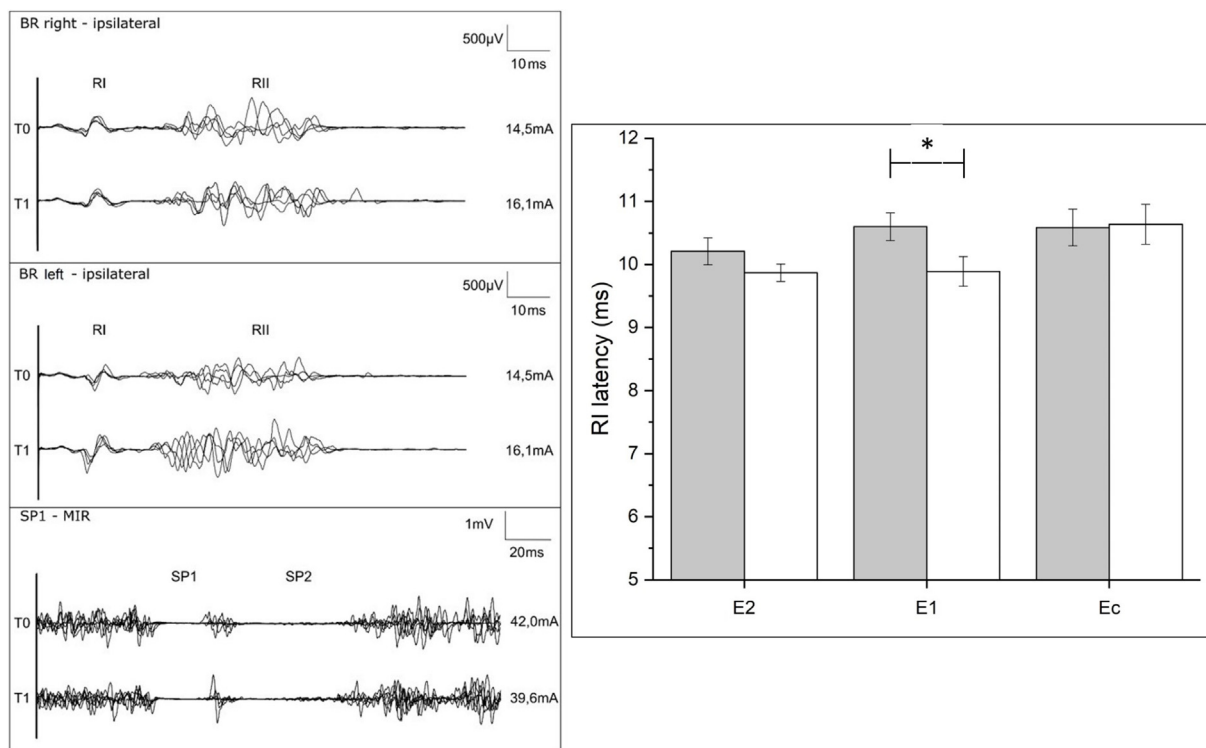 BR right - ipsilateral
500µV
10ms
RI RII
T0 14,5mA
T1 16,1mA
BR left - ipsilateral
500µV
10ms
RI RII
T0 14,5mA
T1 16,1mA
SP1 - MIR
1mV
20ms
SP1 SP2
T0 42,0mA
T1 39,6mA
12
11
10
9
8
7
6
5
RI latency (ms)
*
E2 E1 Ec